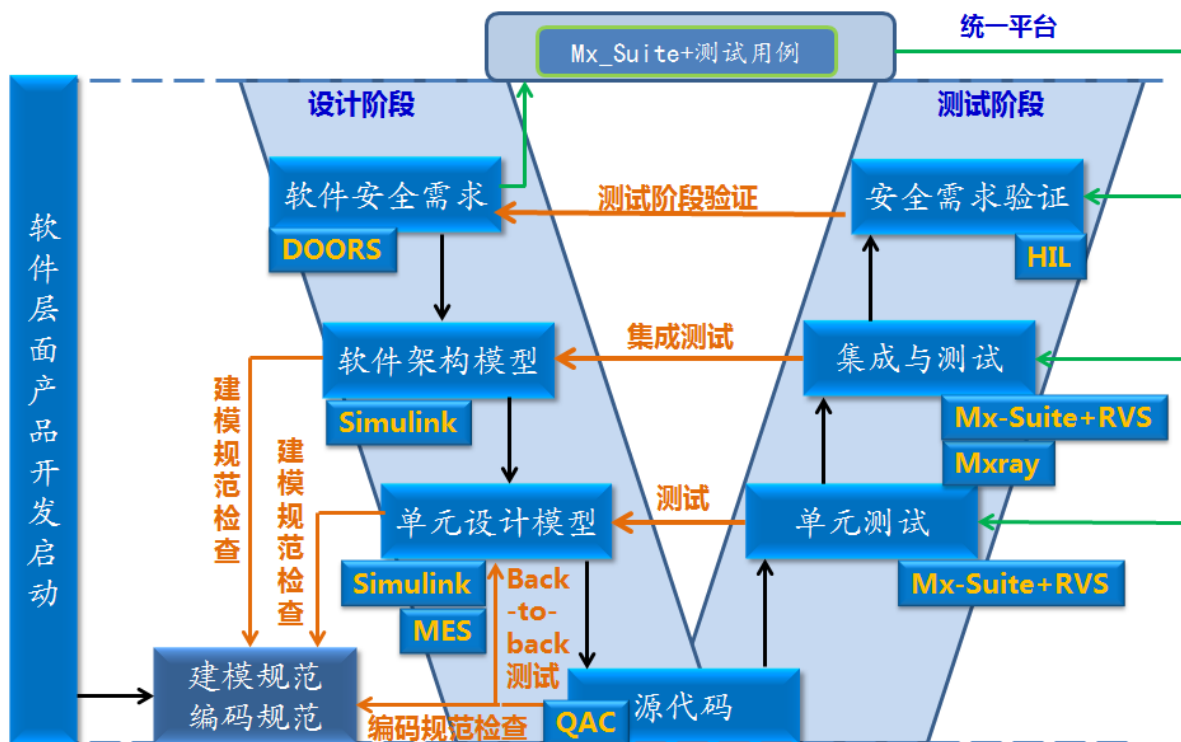 统一平台
Mx_Suite+测试用例
设计阶段
测试阶段
软件层面产品开发启动
软件安全需求
DOORS
测试阶段验证
安全需求验证
HIL
软件架构模型
Simulink
集成测试
集成与测试
Mx-Suite+RVS
Mxray
建模规范检查
建模规范检查
单元设计模型
Simulink
MES
测试
单元测试
Mx-Suite+RVS
Back
-to-
back
测试
建模规范
编码规范
编码规范检查
QAC
源代码